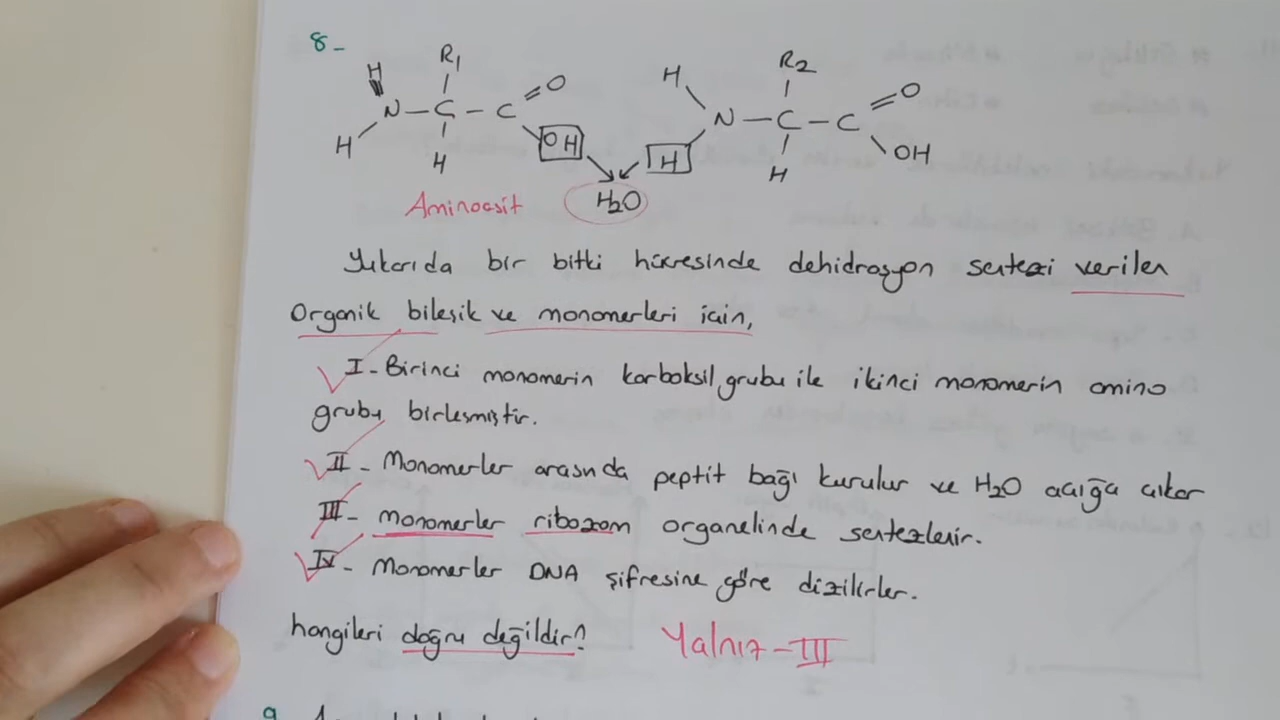 8-
H R1 O H R2 O
N - C - C N - C - C
H H OH H H OH
Aminoasit H2O
Yukarıda bir bitki hücresinde dehidrasyon sentezi verilen
Organik bileşik ve monomerleri için,
I - Birinci monomerin karboksil grubu ile ikinci monomerin amino
grubu birleşmiştir.
II - Monomerler arasında peptit bağı kurulur ve H2O açığa çıkar
III - monomerler ribozom organelinde sentezlenir.
IV - Monomerler DNA şifresine göre dizilirler.
hangileri doğru değildir? Yalnız - III
9